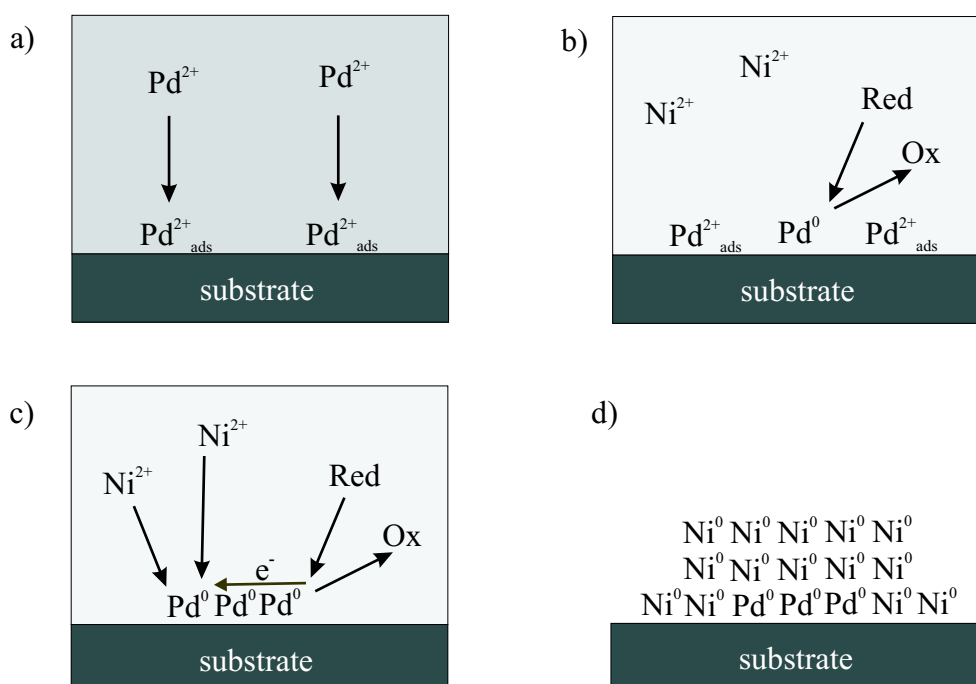 a)
Pd²⁺ Pd²⁺
Pd²⁺ads Pd²⁺ads
substrate
b)
Ni²⁺
Ni²⁺
Red
Ox
Pd²⁺ads Pd⁰ Pd²⁺ads
substrate
c)
Ni²⁺
Ni²⁺
Red
Ox
e⁻
Pd⁰ Pd⁰ Pd⁰
substrate
d)
Ni⁰ Ni⁰ Ni⁰ Ni⁰ Ni⁰
Ni⁰ Ni⁰ Ni⁰ Ni⁰ Ni⁰
Ni⁰ Ni⁰ Pd⁰ Pd⁰ Pd⁰ Ni⁰ Ni⁰
substrate